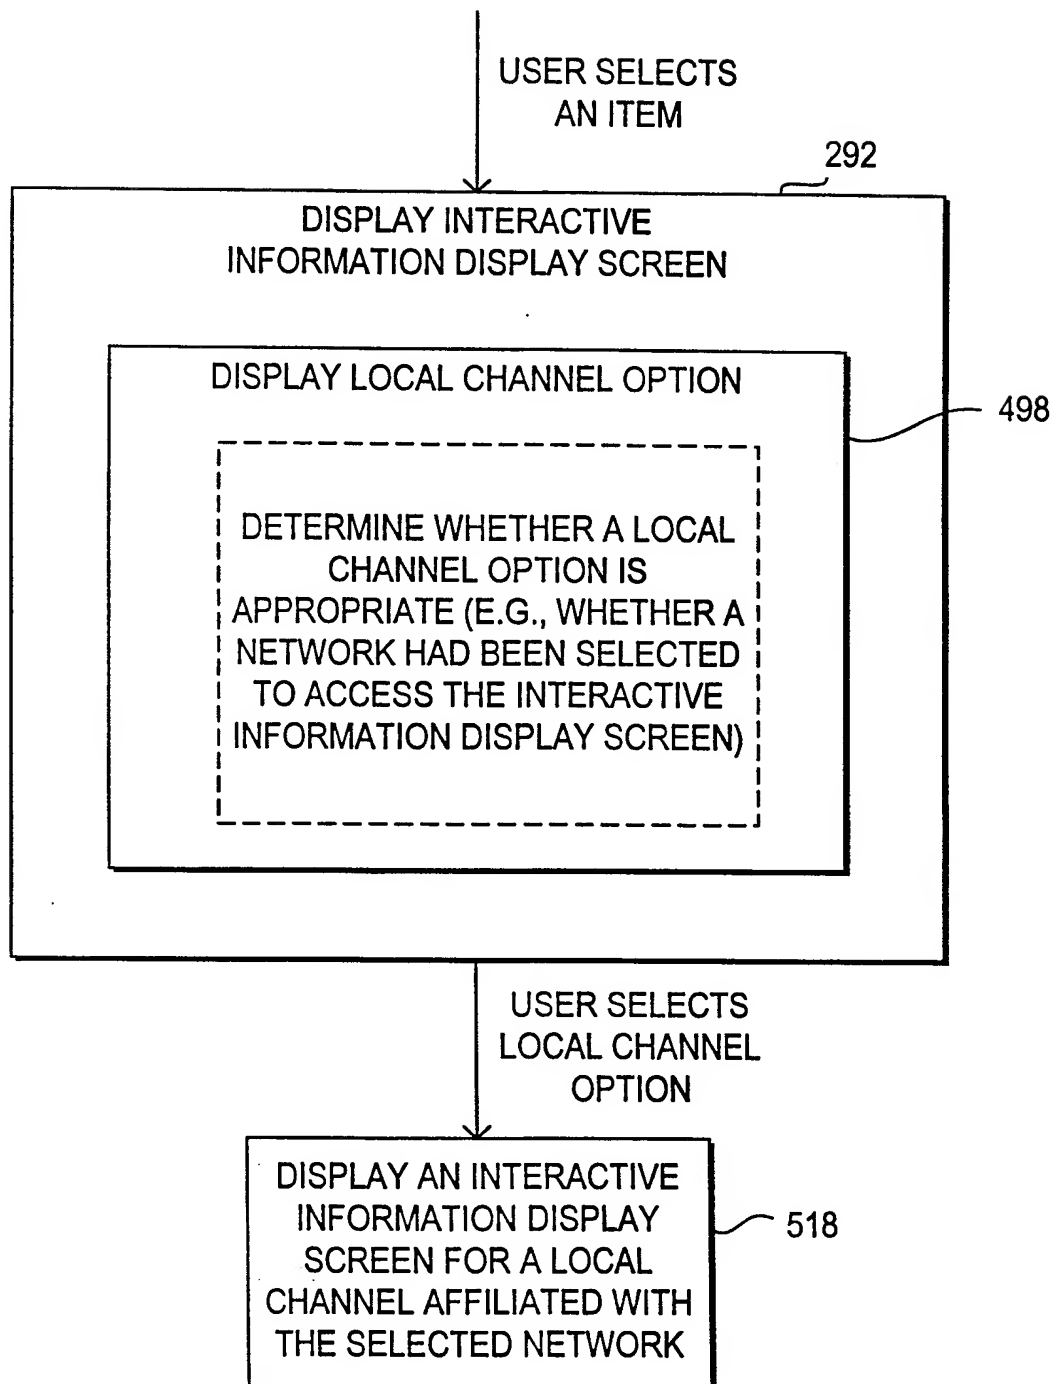 USER SELECTS
AN ITEM
292
DISPLAY INTERACTIVE
INFORMATION DISPLAY SCREEN
DISPLAY LOCAL CHANNEL OPTION
498
DETERMINE WHETHER A LOCAL
CHANNEL OPTION IS
APPROPRIATE (E.G., WHETHER A
NETWORK HAD BEEN SELECTED
TO ACCESS THE INTERACTIVE
INFORMATION DISPLAY SCREEN)
USER SELECTS
LOCAL CHANNEL
OPTION
DISPLAY AN INTERACTIVE
INFORMATION DISPLAY
SCREEN FOR A LOCAL
CHANNEL AFFILIATED WITH
THE SELECTED NETWORK
518